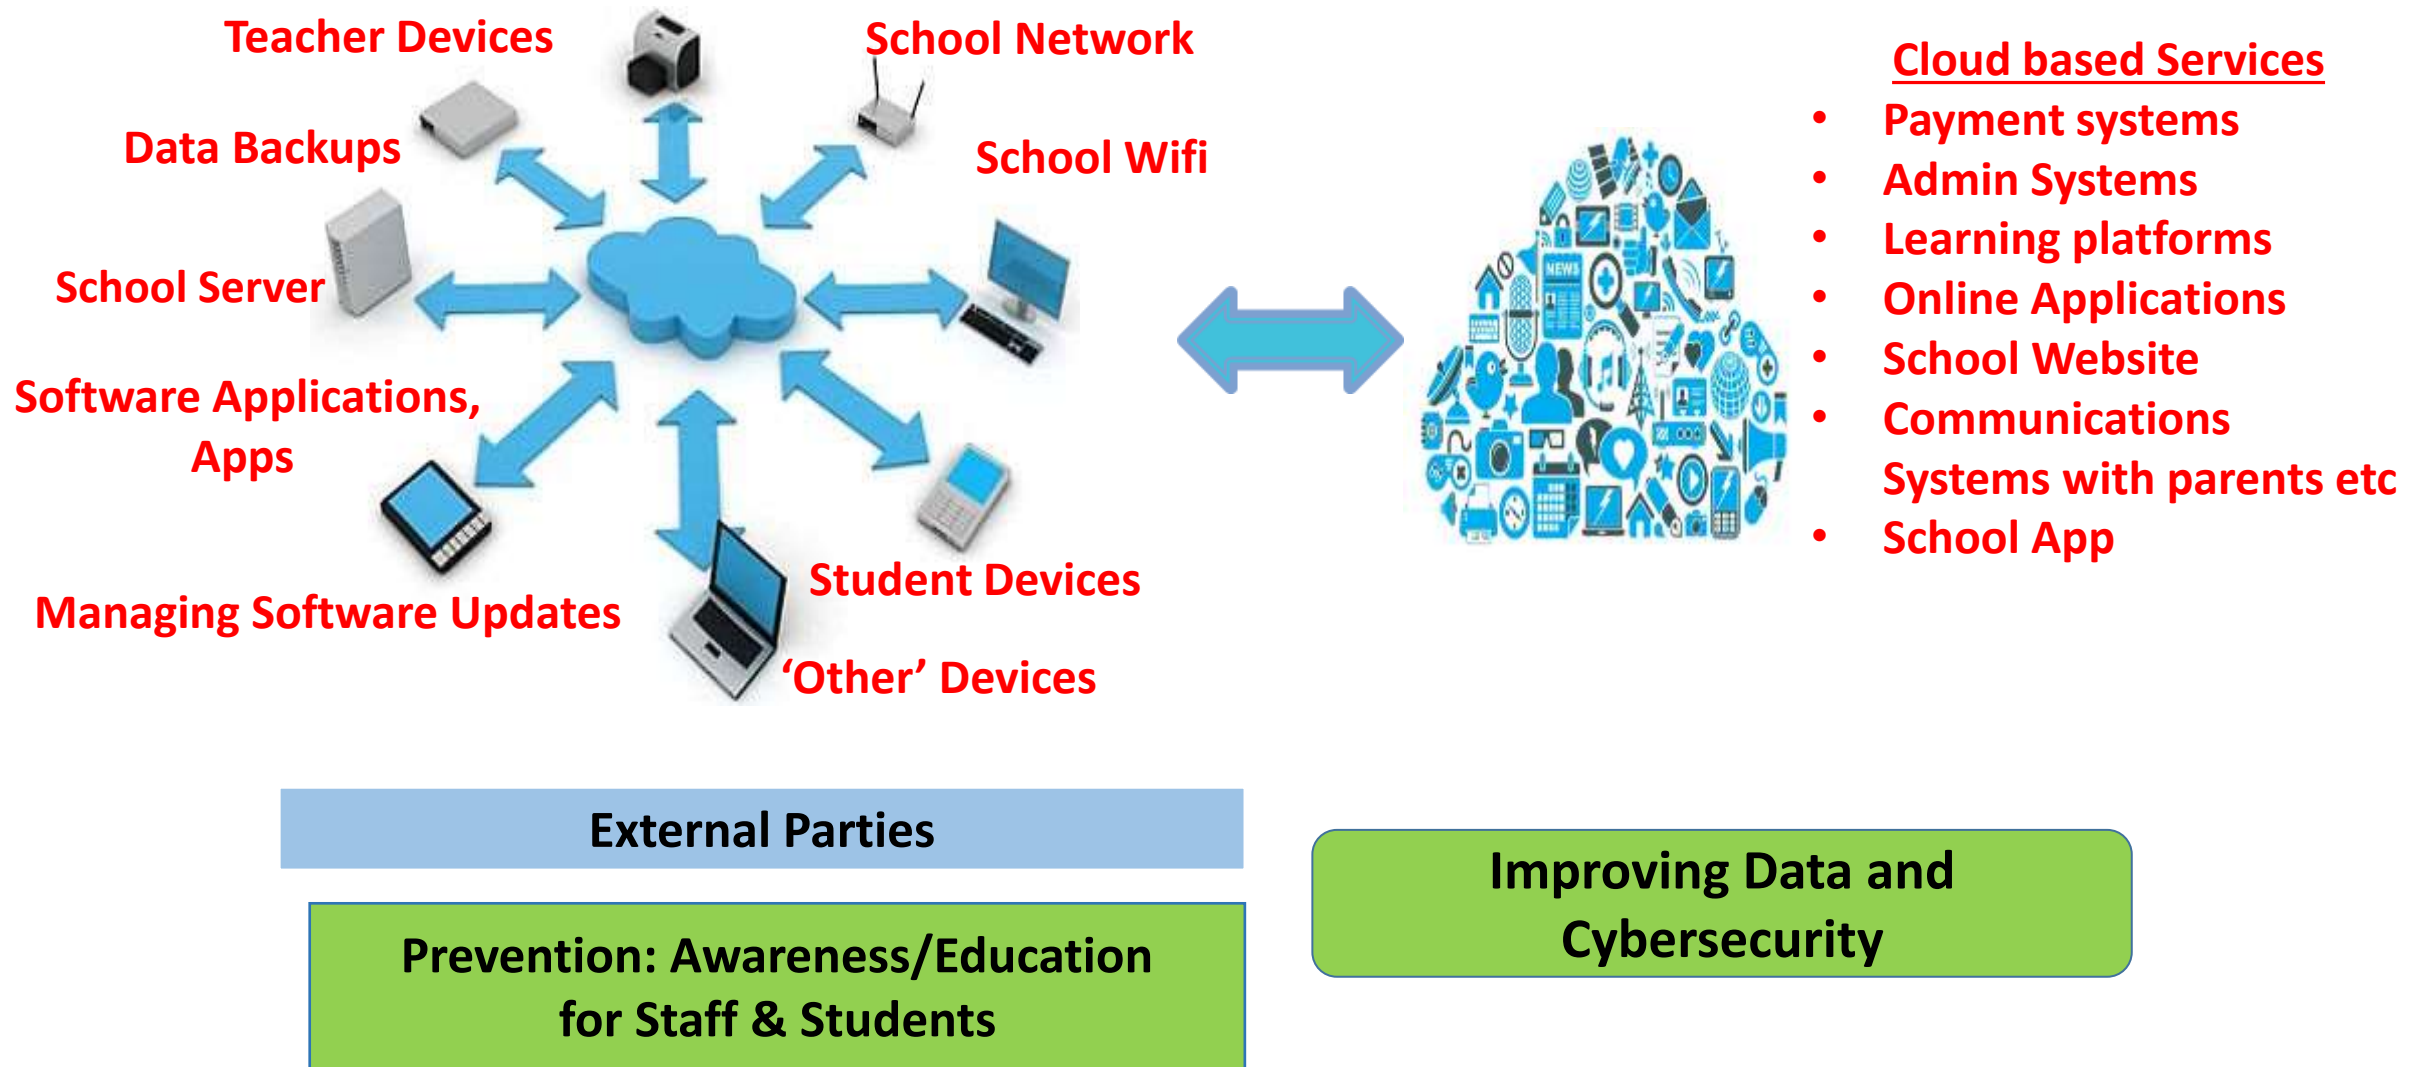 Teacher Devices
School Network
Data Backups
School Wifi
School Server
Software Applications,
Apps
Managing Software Updates
Student Devices
‘Other’ Devices
NEWS
Cloud based Services
• Payment systems
• Admin Systems
• Learning platforms
• Online Applications
• School Website
• Communications
Systems with parents etc
• School App
External Parties
Prevention: Awareness/Education
for Staff & Students
Improving Data and
Cybersecurity